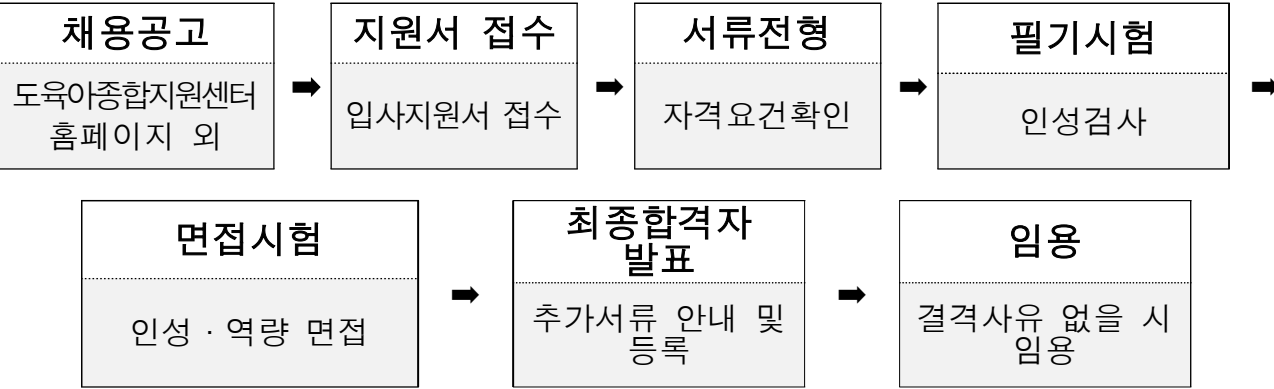 채용공고
도육아종합지원센터
홈페이지 외
➡
지원서 접수
입사지원서 접수
➡
서류전형
자격요건확인
➡
필기시험
인성검사
➡
면접시험
인성 · 역량 면접
➡
최종합격자
발표
추가서류 안내 및
등록
➡
임용
결격사유 없을 시
임용